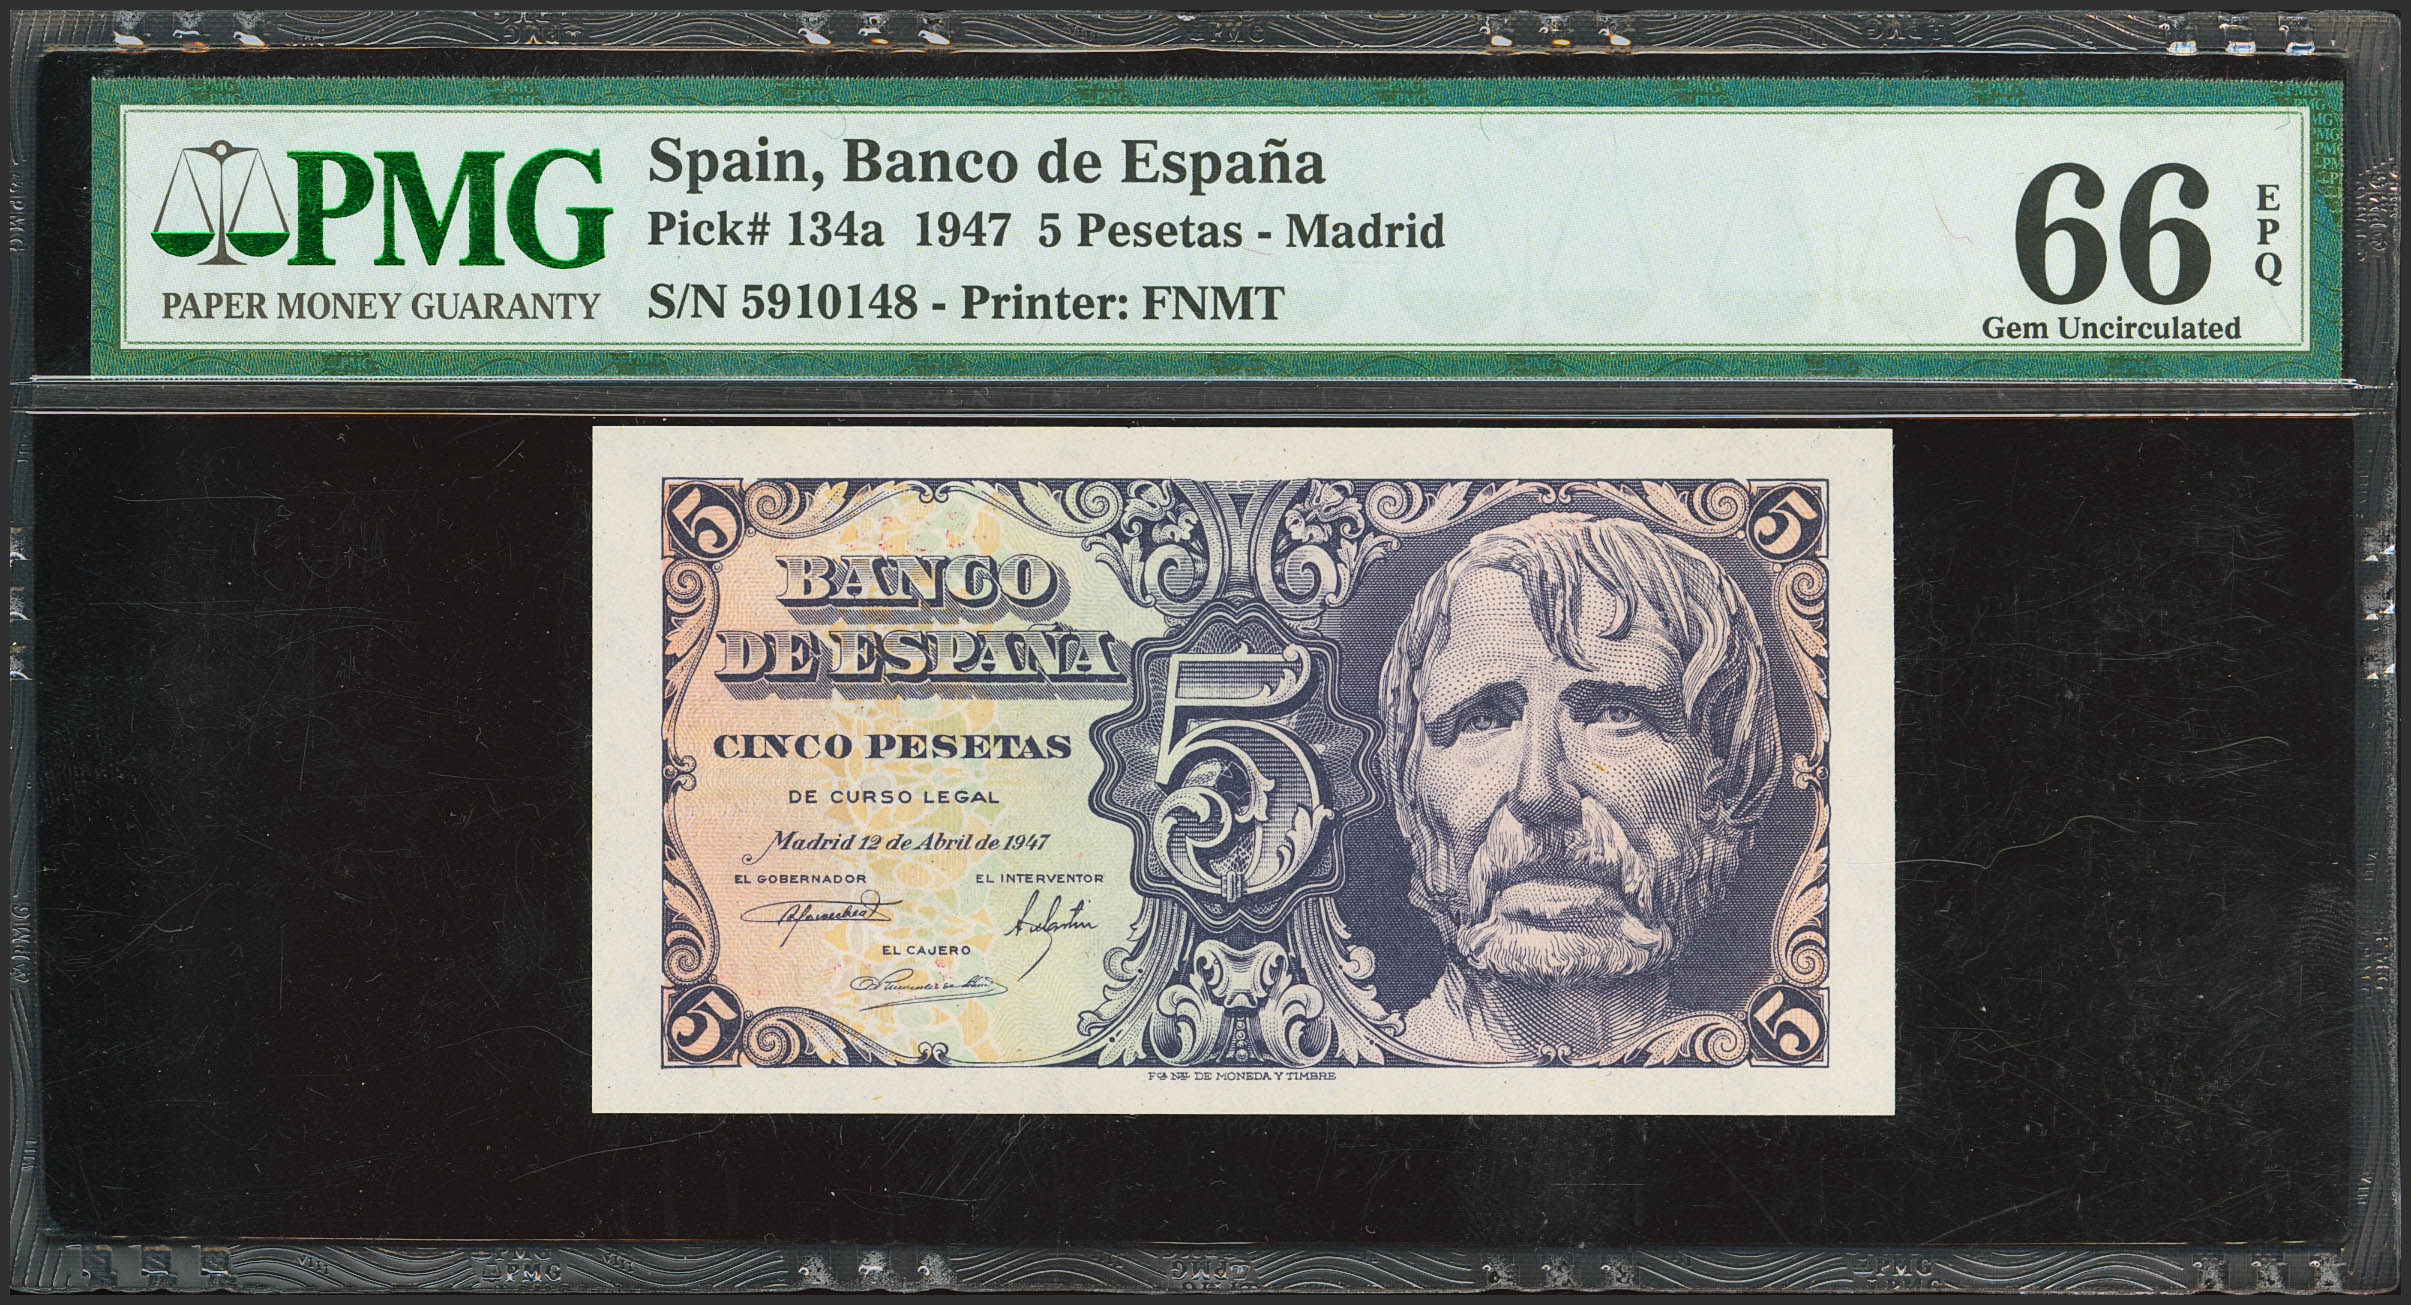 PMG
PAPER MONEY GUARANTY
Spain, Banco de España
Pick# 134a 1947 5 Pesetas - Madrid
S/N 5910148 - Printer: FNMT
66
EPQ
Gem Uncirculated
5
5
BANCO
DE ESPAÑA
5
CINCO PESETAS
DE CURSO LEGAL
Madrid 12 de Abril de 1947
EL GOBERNADOR EL INTERVENTOR
EL CAJERO
5
5
FCA NAL DE MONEDA Y TIMBRE